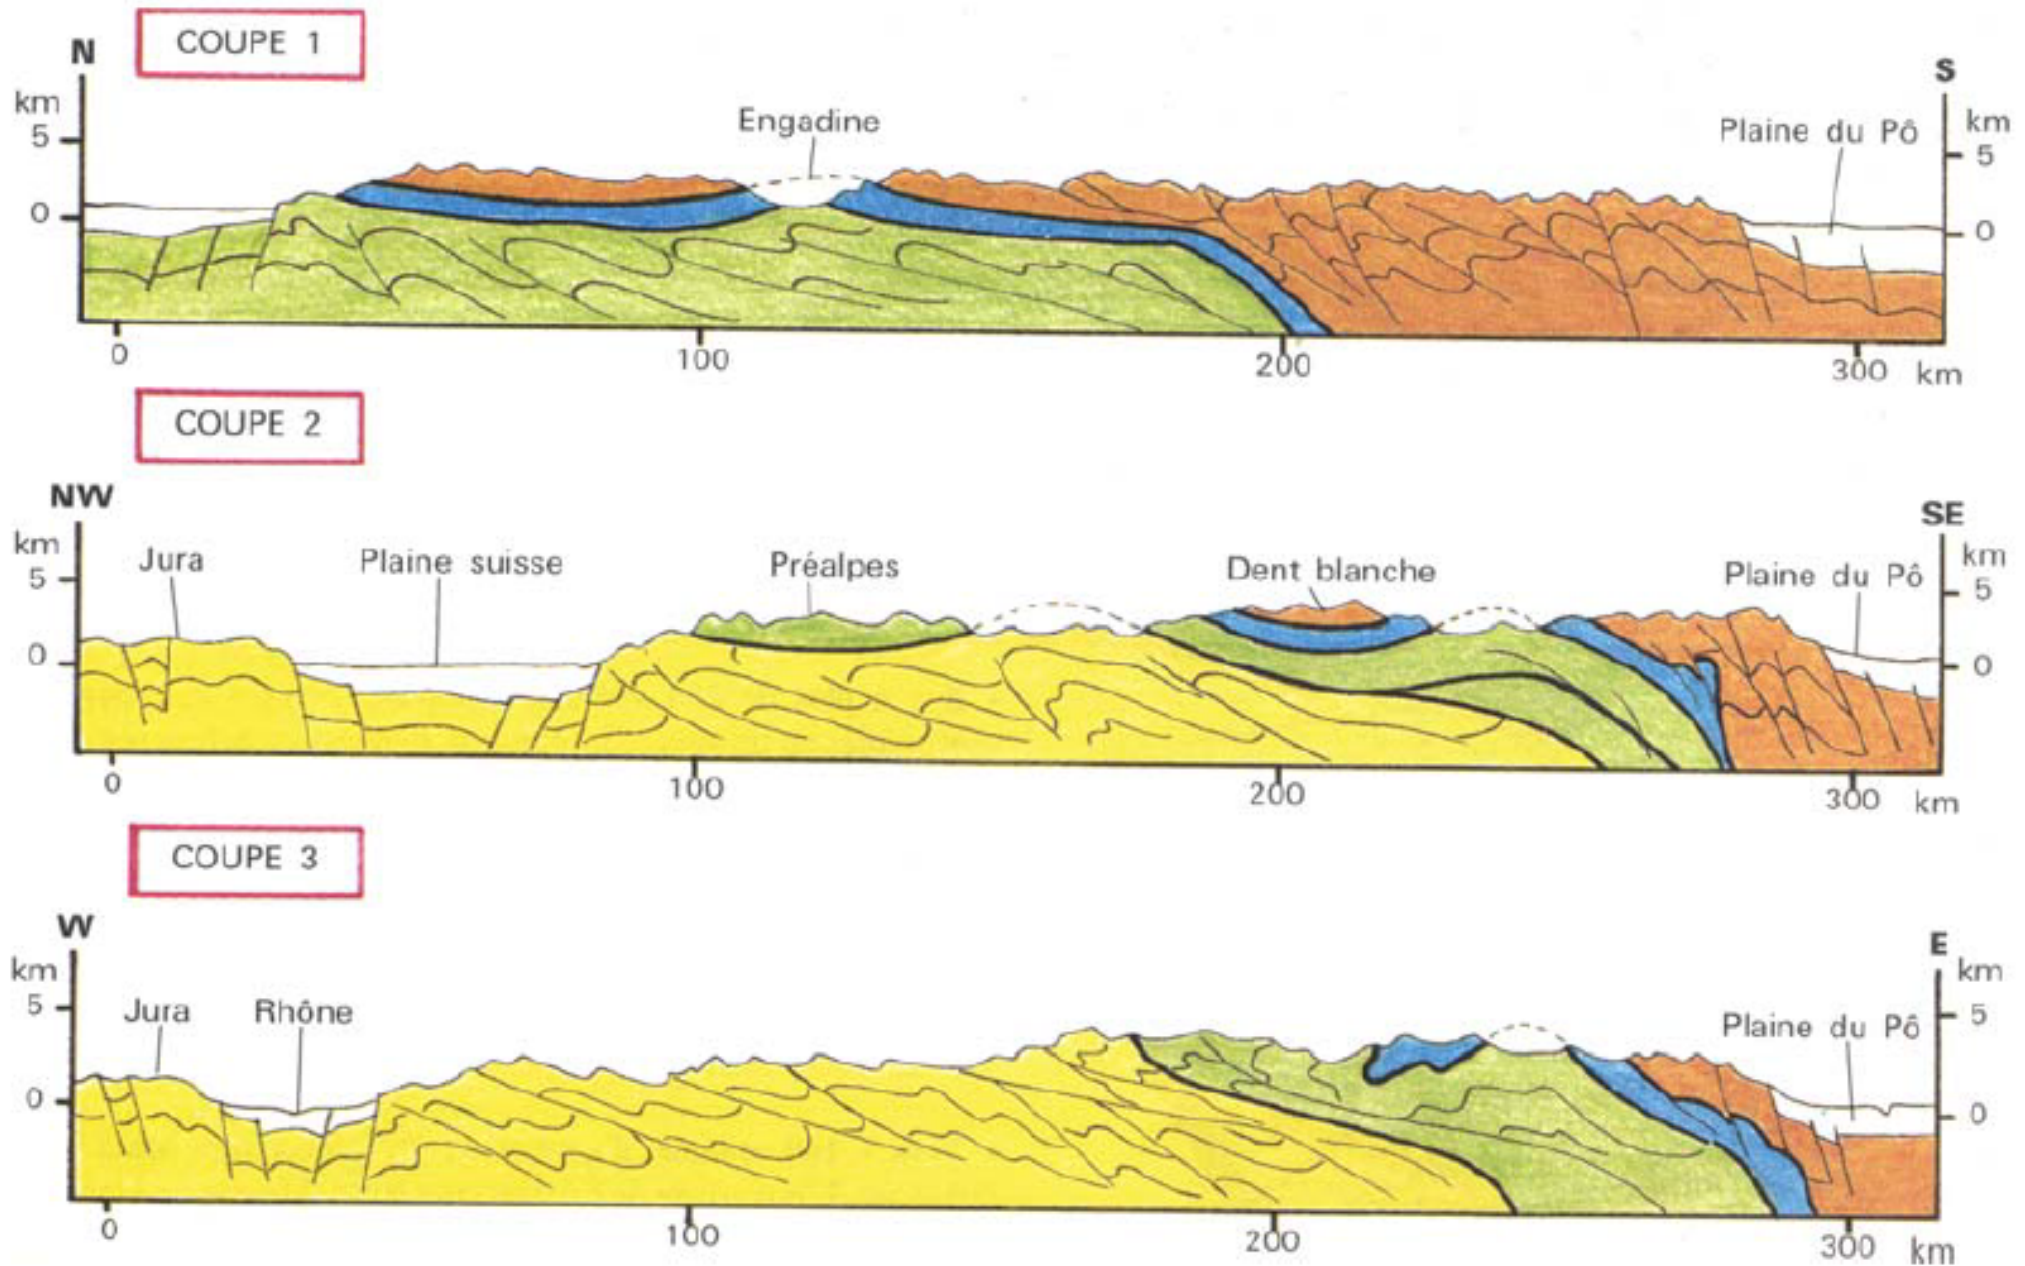 COUPE 1
N
S
km
5
0
Engadine
Plaine du Pô
km
5
0
0
100
200
300 km
COUPE 2
NW
SE
km
5
0
Jura
Plaine suisse
Préalpes
Dent blanche
Plaine du Pô
km
5
0
0
100
200
300 km
COUPE 3
W
E
km
5
0
Jura
Rhône
Plaine du Pô
km
5
0
0
100
200
300 km